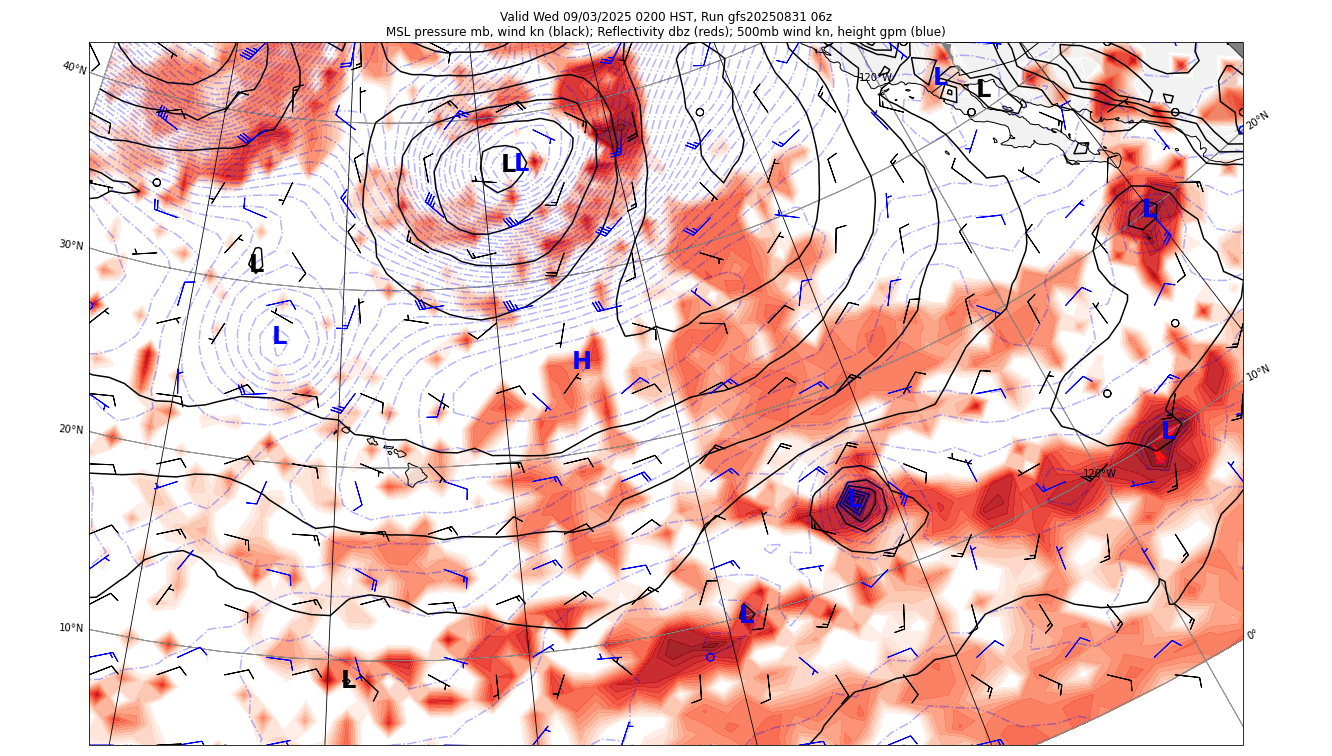 Valid Wed 09/03/2025 0200 HST, Run gfs20250831 06z
MSL pressure mb, wind kn (black); Reflectivity dbz (reds); 500mb wind kn, height gpm (blue)
40°N
120°W
L
L
20°N
L
L
L
30°N
L
L
H
10°N
20°N
L
120°W
L
10°N
L
0°
L